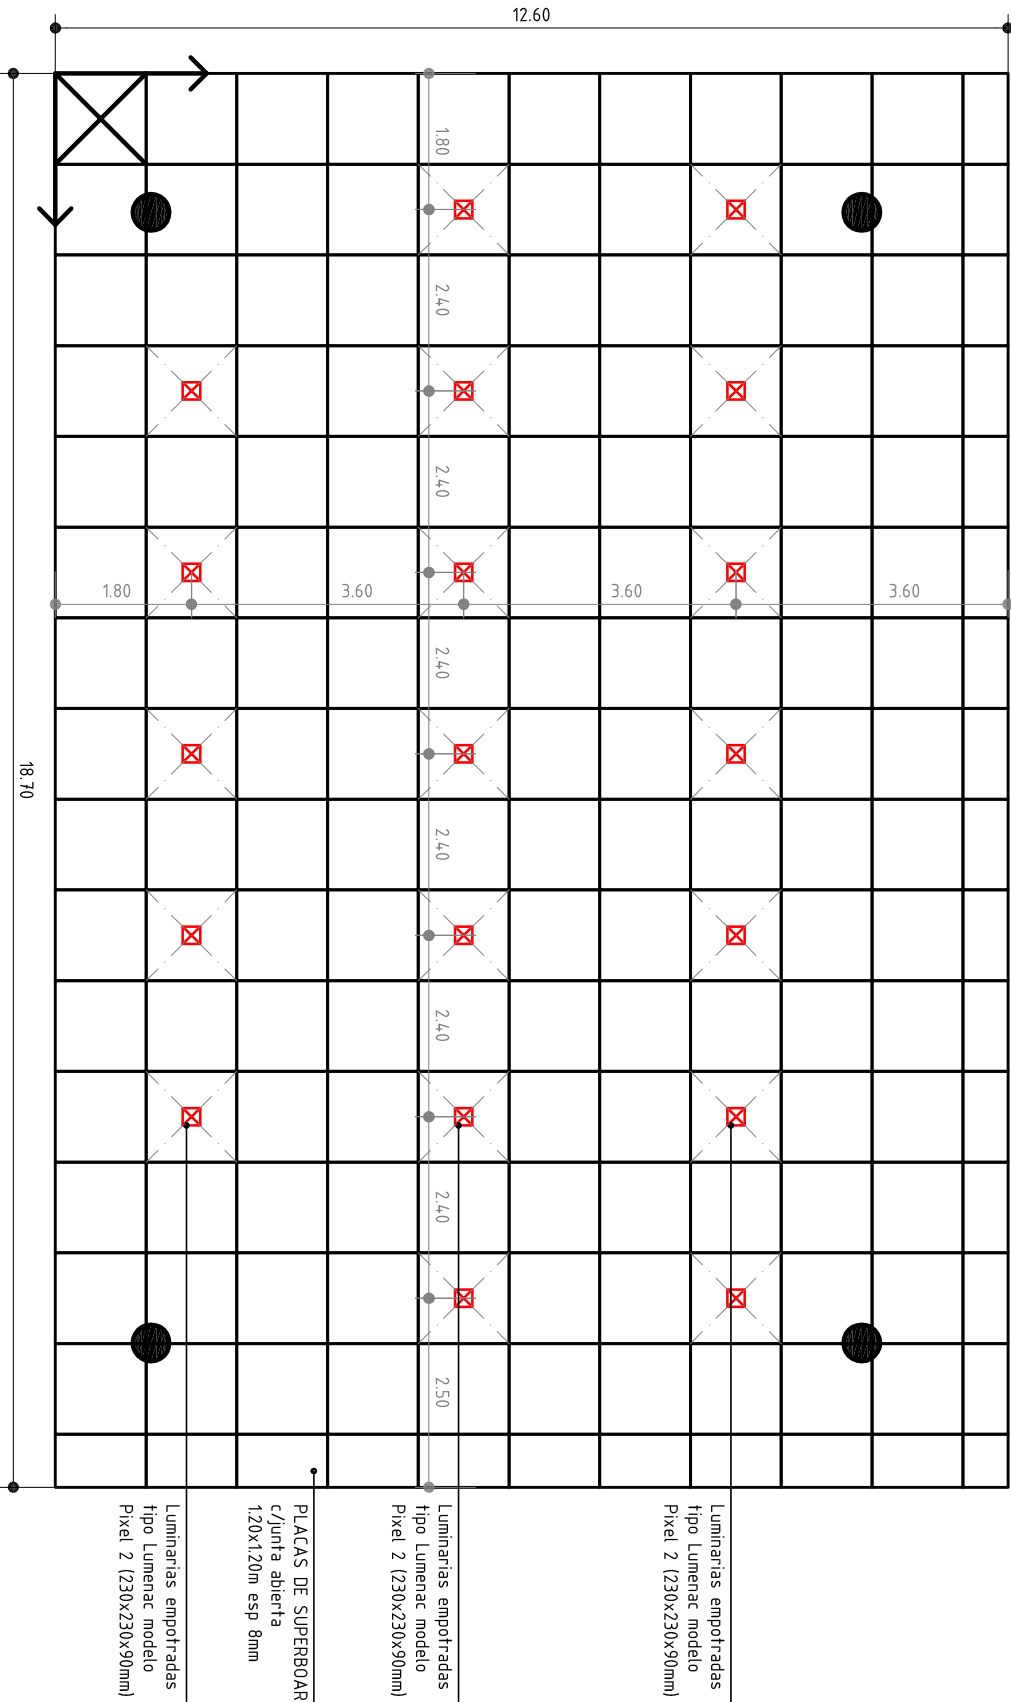 12.60
1.80
2.40
2.40
1.80
3.60
3.60
3.60
2.40
18.70
2.40
2.40
2.40
2.50
Luminarias empotradas
tipo Lumenac modelo
Pixel 2 (230x230x90mm)
Luminarias empotradas
tipo Lumenac modelo
Pixel 2 (230x230x90mm)
PLACAS DE SUPERBOAR
c/junta abierta
1.20x1.20m esp 8mm
Luminarias empotradas
tipo Lumenac modelo
Pixel 2 (230x230x90mm)